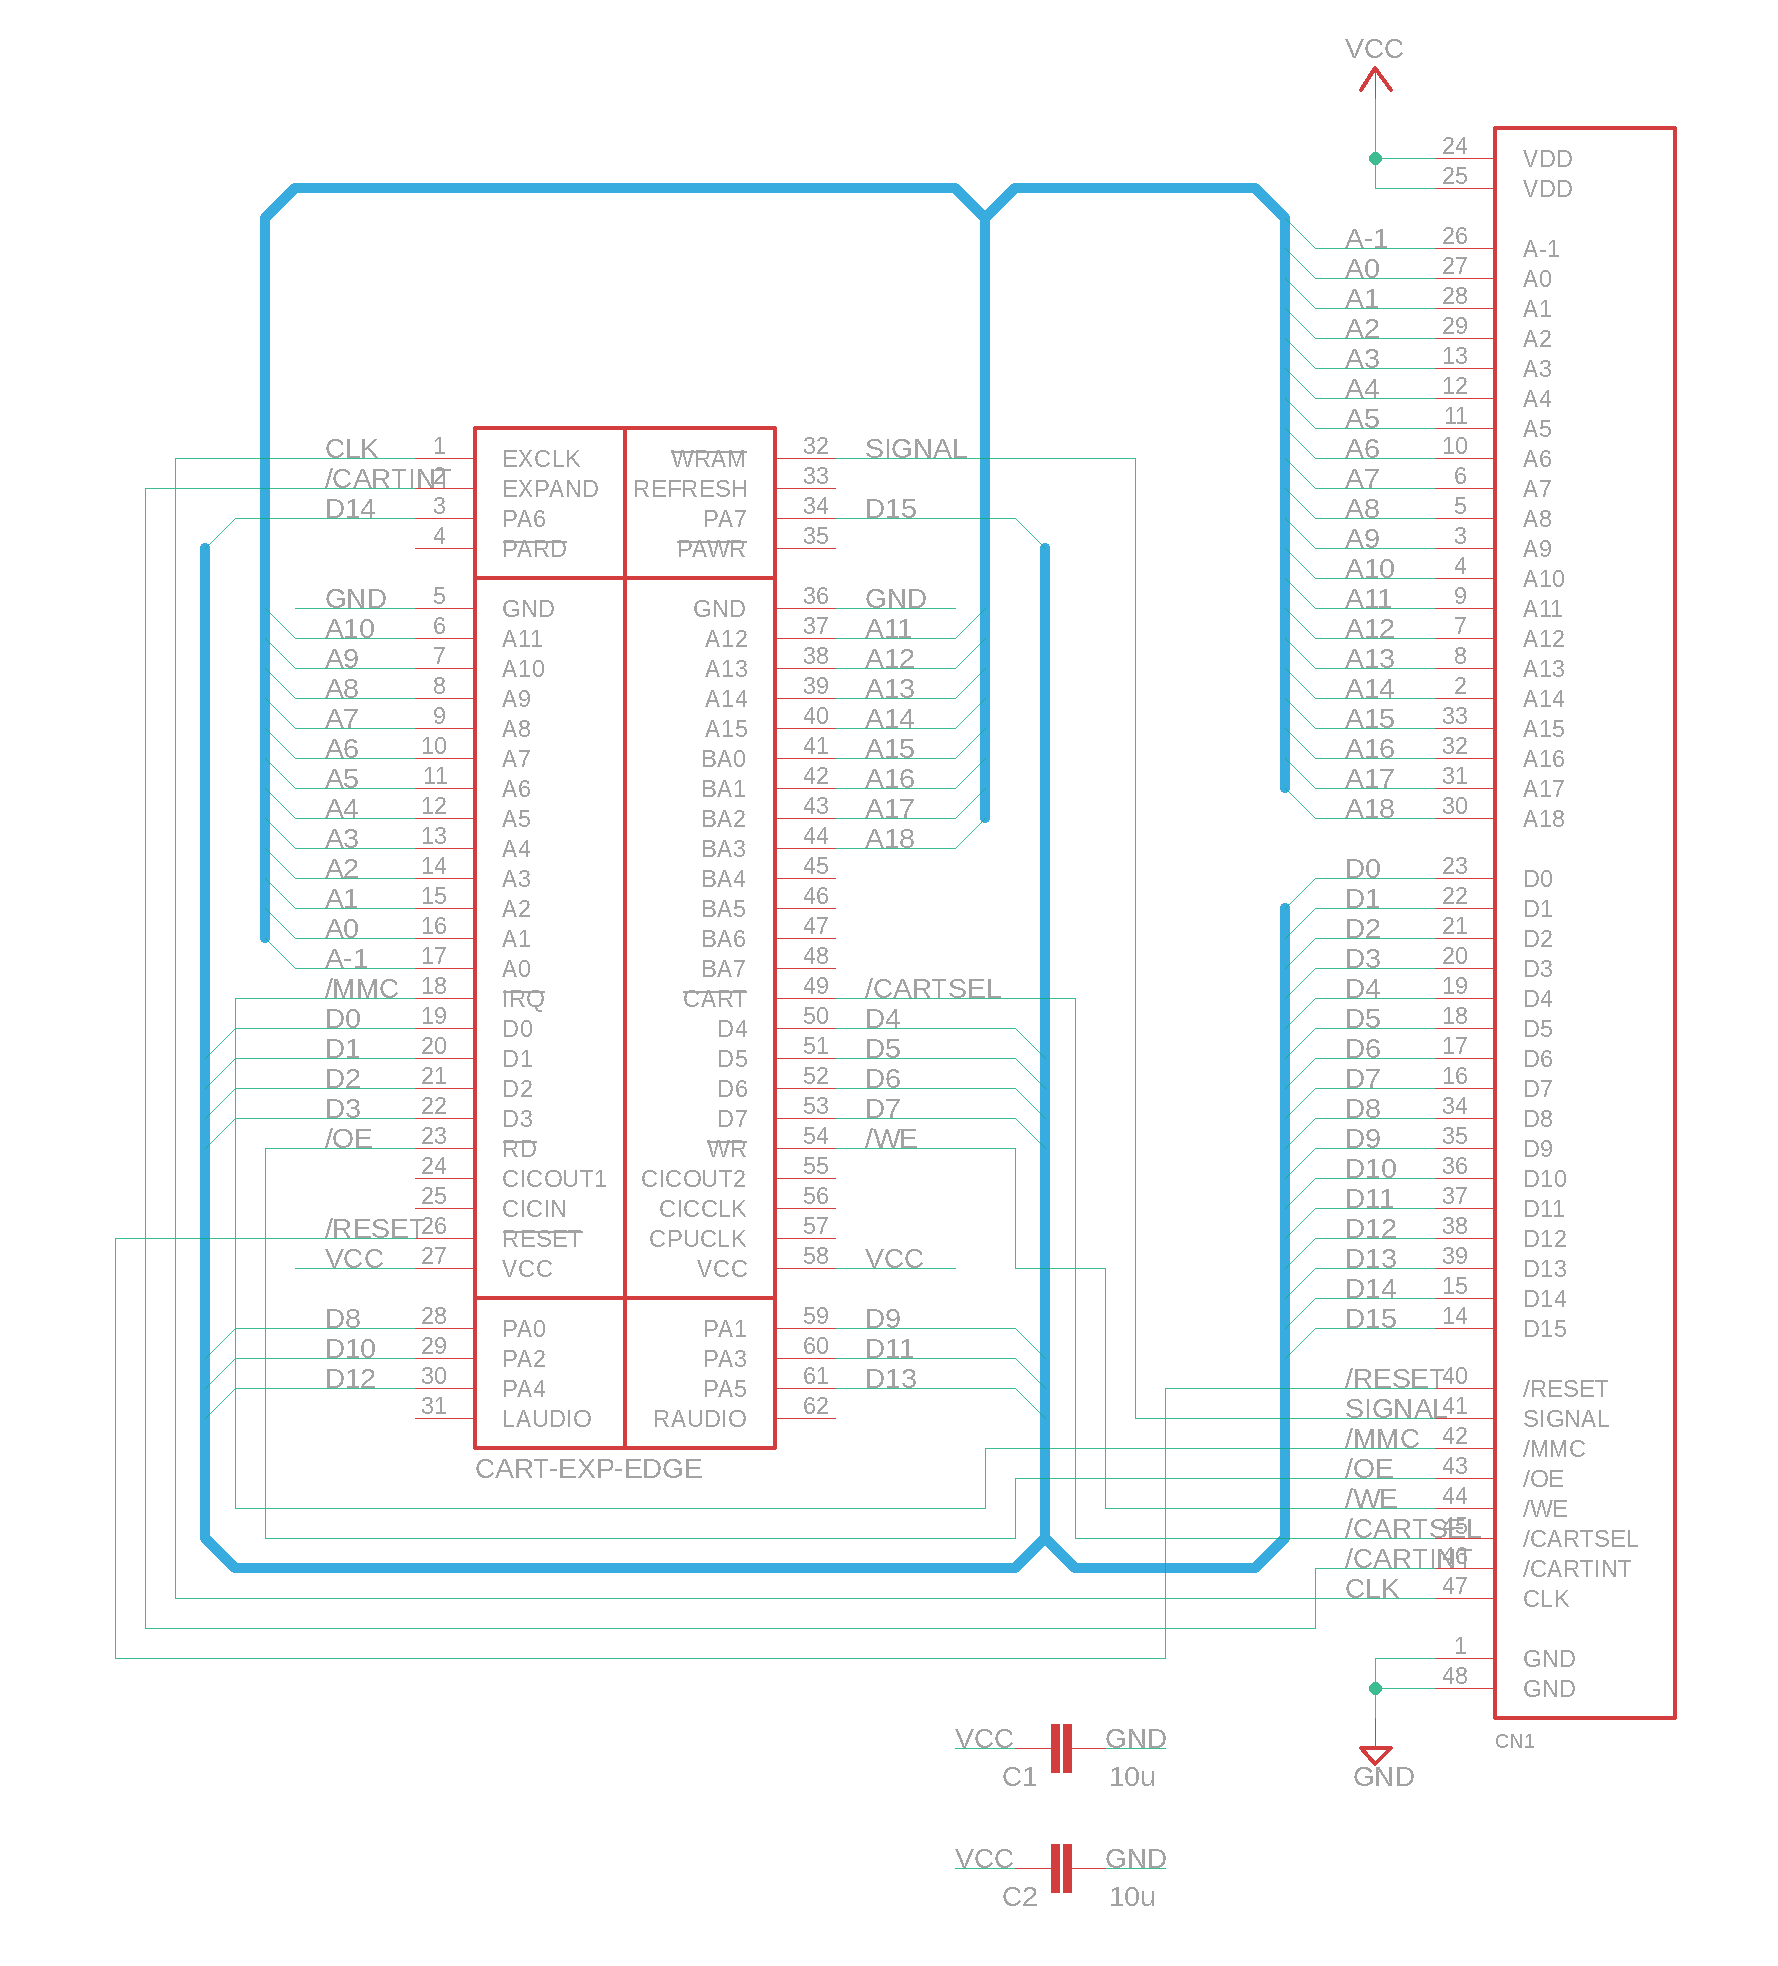 VCC
24 VDD
25 VDD
A-1 26 A-1
A0 27 A0
A1 28 A1
A2 29 A2
A3 13 A3
A4 12 A4
A5 11 A5
A6 10 A6
A7 6 A7
A8 5 A8
A9 3 A9
A10 4 A10
A11 9 A11
A12 7 A12
A13 8 A13
A14 2 A14
A15 33 A15
A16 32 A16
A17 31 A17
A18 30 A18
D0 23 D0
D1 22 D1
D2 21 D2
D3 20 D3
D4 19 D4
D5 18 D5
D6 17 D6
D7 16 D7
D8 34 D8
D9 35 D9
D10 36 D10
D11 37 D11
D12 38 D12
D13 39 D13
D14 15 D14
D15 14 D15
/RESET 40 /RESET
SIGNAL 41 SIGNAL
/MMC 42 /MMC
/OE 43 /OE
/WE 44 /WE
/CARTSEL 45 /CARTSEL
/CARTINT 46 /CARTINT
CLK 47 CLK
1 GND
48 GND
CN1
GND
CLK 1 EXCLK WRAM 32 SIGNAL
/CARTINT 2 EXPAND REFRESH 33
D14 3 PA6 PA7 34 D15
4 PARD PAWR 35
GND 5 GND GND 36 GND
A10 6 A11 A12 37 A11
A9 7 A10 A13 38 A12
A8 8 A9 A14 39 A13
A7 9 A8 A15 40 A14
A6 10 A7 BA0 41 A15
A5 11 A6 BA1 42 A16
A4 12 A5 BA2 43 A17
A3 13 A4 BA3 44 A18
A2 14 A3 BA4 45
A1 15 A2 BA5 46
A0 16 A1 BA6 47
A-1 17 A0 BA7 48
/MMC 18 IRQ CART 49 /CARTSEL
D0 19 D0 D4 50 D4
D1 20 D1 D5 51 D5
D2 21 D2 D6 52 D6
D3 22 D3 D7 53 D7
/OE 23 RD WR 54 /WE
24 CICOUT1 CICOUT2 55
25 CICIN CICCLK 56
/RESET 26 RESET CPUCLK 57
VCC 27 VCC VCC 58 VCC
D8 28 PA0 PA1 59 D9
D10 29 PA2 PA3 60 D11
D12 30 PA4 PA5 61 D13
31 LAUDIO RAUDIO 62
CART-EXP-EDGE
VCC GND
C1 10u
VCC GND
C2 10u